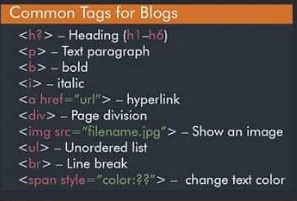 Common Tags for Blogs
<h?> – Heading (h1–h6)
<p> – Text paragraph
<b> – bold
<i> – italic
<a href="url"> – hyperlink
<div> – Page division
<img src="filename.jpg"> – Show an image
<ul> – Unordered list
<br> – Line break
<span style="color:??"> – change text color